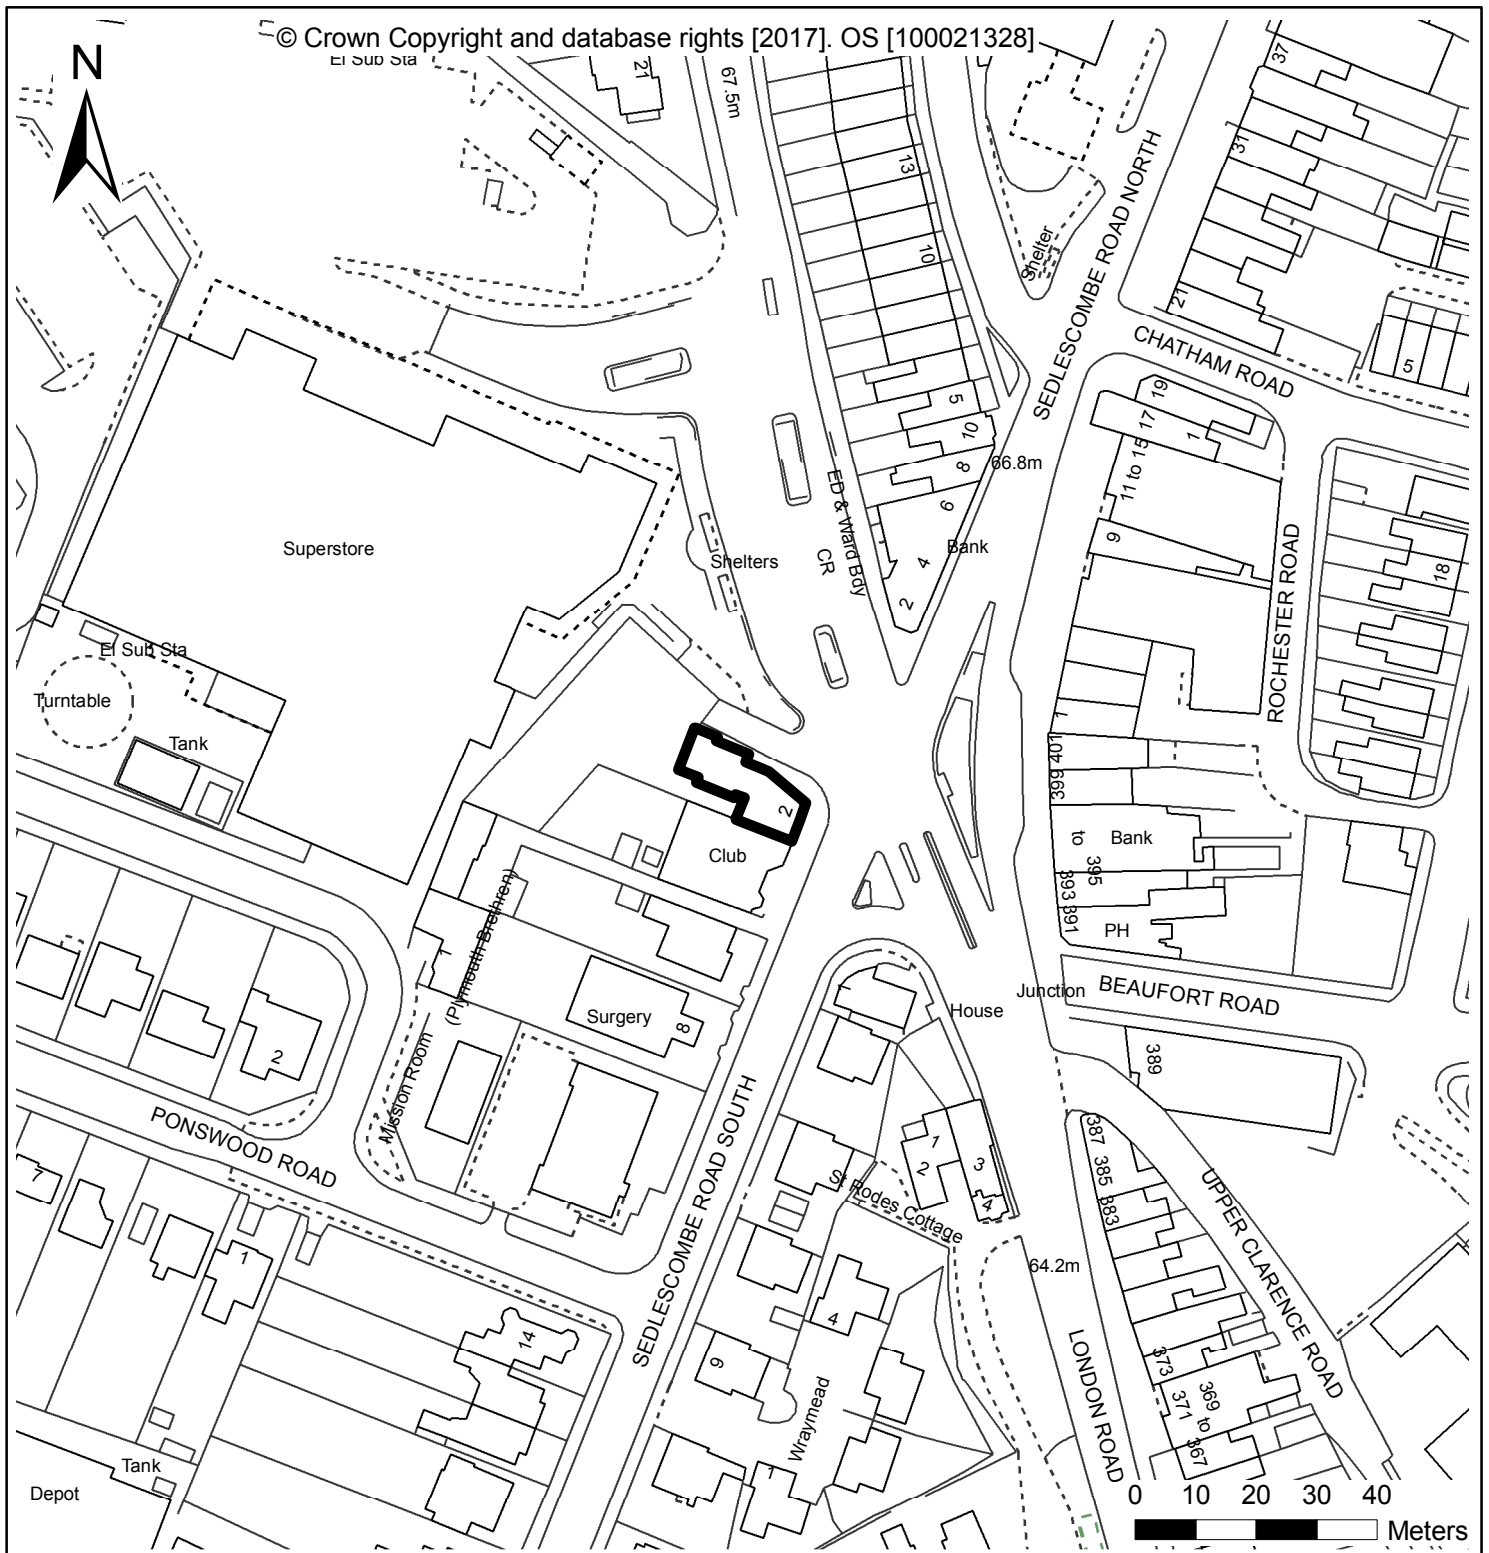 © Crown Copyright and database rights [2017]. OS [100021328]
N
El Sub Sta
21
67.5m
37
31
13
10
Shelter
SEDLESCOMBE ROAD NORTH
21
CHATHAM ROAD
5
5
10
8
66.8m
6
Bank
4
2
19
17
1
11 to 15
9
ED & Ward Bdy
CR
Shelters
Superstore
ROCHESTER ROAD
18
El Sub Sta
Turntable
Tank
1
401
399
Bank
to
395
393
391
PH
2
Club
Mission Room
(Plymouth Brethren)
1
Surgery
8
2
1
House
Junction
BEAUFORT ROAD
389
PONSWOOD ROAD
7
1
14
SEDLESCOMBE ROAD SOUTH
1
2
3
4
St Rodes Cottage
387
385
383
UPPER CLARENCE ROAD
64.2m
4
9
Wraymead
1
LONDON ROAD
373
371
369
to
367
Tank
Depot
0 10 20 30 40
Meters